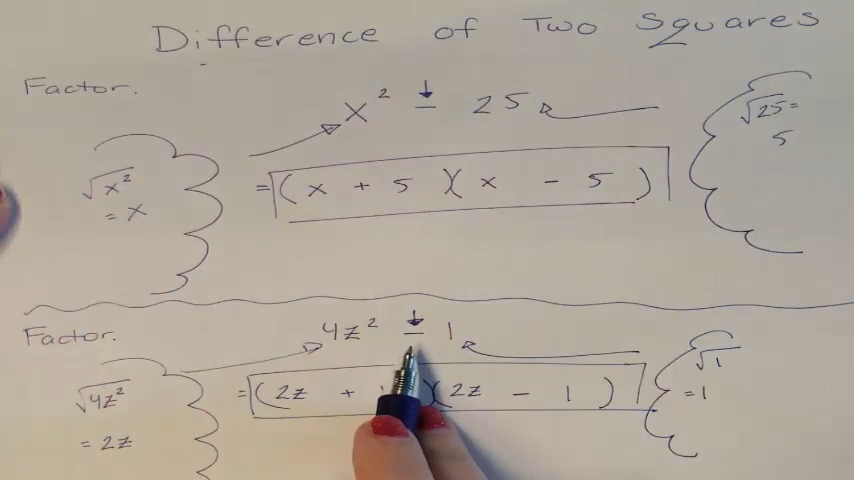 Difference of Two Squares
Factor.
x² - 25
√25 =
5
√x²
= x
= (x + 5)(x - 5)
Factor.
4z² - 1
√1
= 1
√4z²
= 2z
= (2z + )(2z - 1)